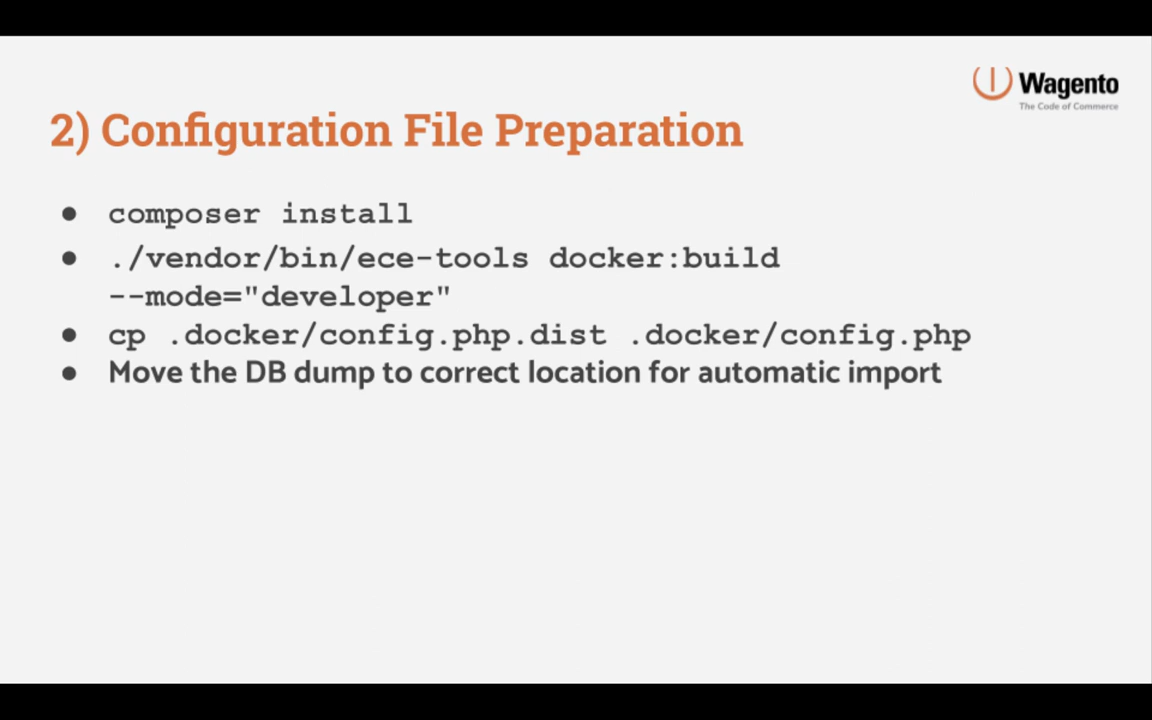 Wagento
The Code of Commerce
2) Configuration File Preparation
● composer install
● ./vendor/bin/ece-tools docker:build
--mode="developer"
● cp .docker/config.php.dist .docker/config.php
● Move the DB dump to correct location for automatic import